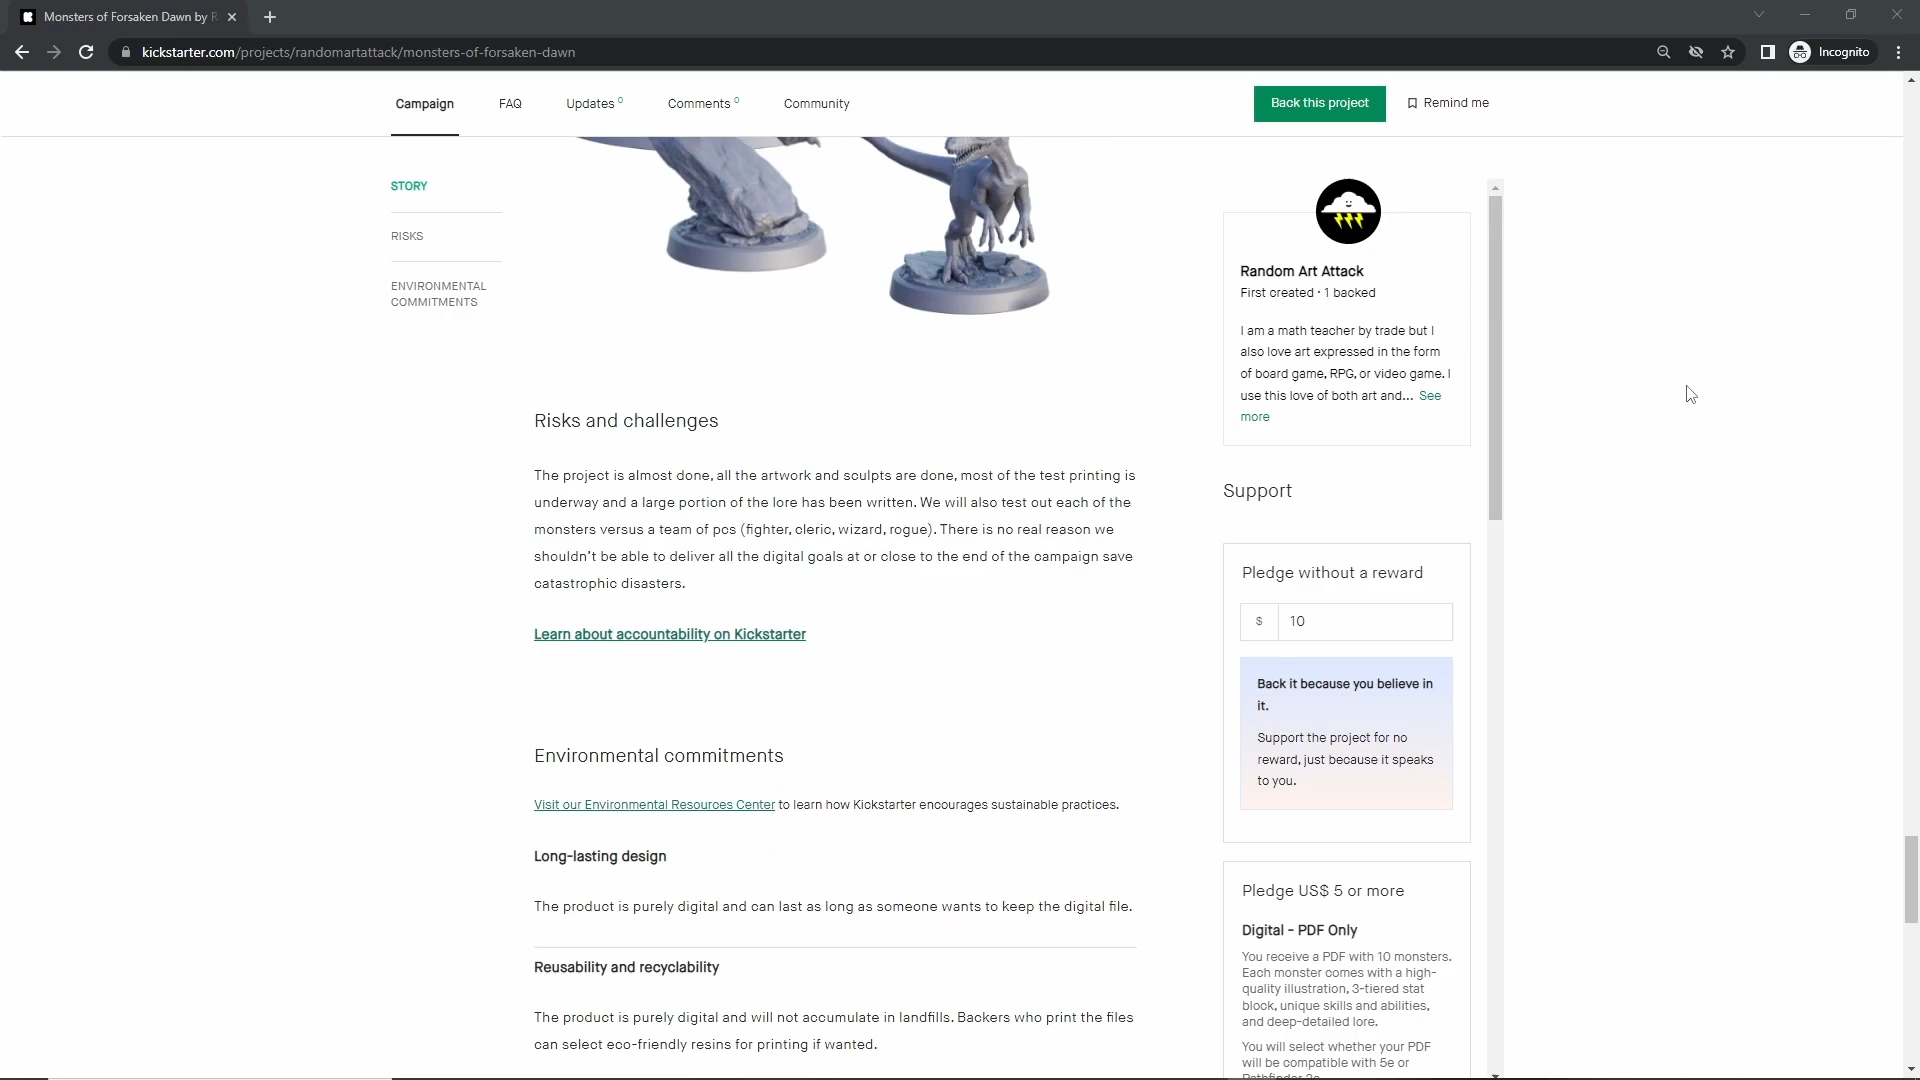 Monsters of Forsaken Dawn by R
kickstarter.com/projects/randomartattack/monsters-of-forsaken-dawn
Incognito
Campaign
FAQ
Updates 0
Comments 0
Community
Back this project
Remind me
STORY
RISKS
ENVIRONMENTAL
COMMITMENTS
Risks and challenges
The project is almost done, all the artwork and sculpts are done, most of the test printing is
underway and a large portion of the lore has been written. We will also test out each of the
monsters versus a team of pcs (fighter, cleric, wizard, rogue). There is no real reason we
shouldn't be able to deliver all the digital goals at or close to the end of the campaign save
catastrophic disasters.
Learn about accountability on Kickstarter
Environmental commitments
Visit our Environmental Resources Center to learn how Kickstarter encourages sustainable practices.
Long-lasting design
The product is purely digital and can last as long as someone wants to keep the digital file.
Reusability and recyclability
The product is purely digital and will not accumulate in landfills. Backers who print the files
can select eco-friendly resins for printing if wanted.
Random Art Attack
First created · 1 backed
I am a math teacher by trade but I
also love art expressed in the form
of board game, RPG, or video game. I
use this love of both art and... See
more
Support
Pledge without a reward
$ 10
Back it because you believe in
it.
Support the project for no
reward, just because it speaks
to you.
Pledge US$ 5 or more
Digital - PDF Only
You receive a PDF with 10 monsters.
Each monster comes with a high-
quality illustration, 3-tiered stat
block, unique skills and abilities,
and deep-detailed lore.
You will select whether your PDF
will be compatible with 5e or
Pathfinder 2e